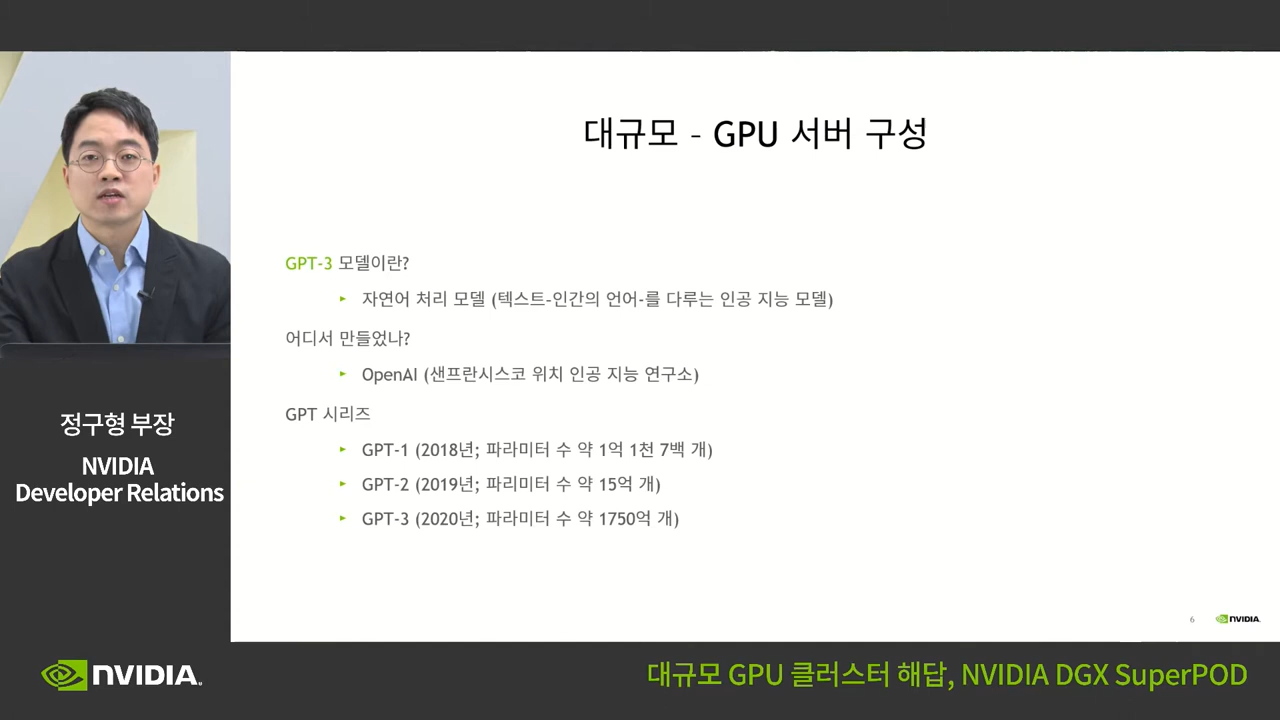 대규모 - GPU 서버 구성
GPT-3 모델이란?
▸ 자연어 처리 모델 (텍스트-인간의 언어-를 다루는 인공 지능 모델)
어디서 만들었나?
▸ OpenAI (샌프란시스코 위치 인공 지능 연구소)
GPT 시리즈
▸ GPT-1 (2018년; 파라미터 수 약 1억 1천 7백 개)
▸ GPT-2 (2019년; 파리미터 수 약 15억 개)
▸ GPT-3 (2020년; 파라미터 수 약 1750억 개)
6 NVIDIA.
정구형 부장
NVIDIA
Developer Relations
NVIDIA.
대규모 GPU 클러스터 해답, NVIDIA DGX SuperPOD